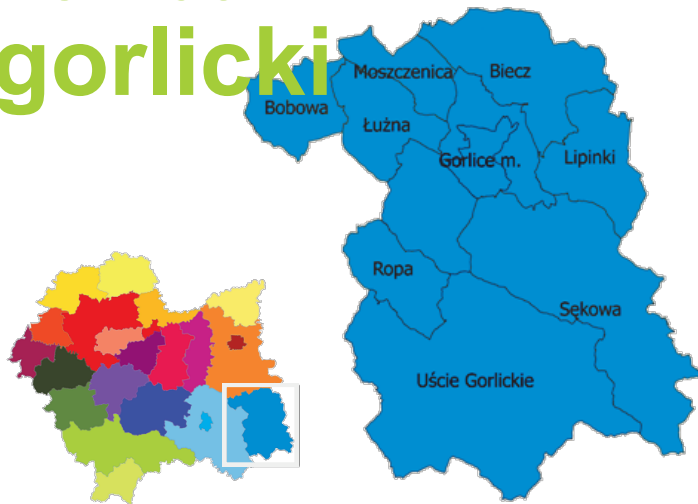 gorlicki
Moszczenica
Biecz
Bobowa
Łużna
Gorlice m.
Lipinki
Ropa
Sękowa
Uście Gorlickie